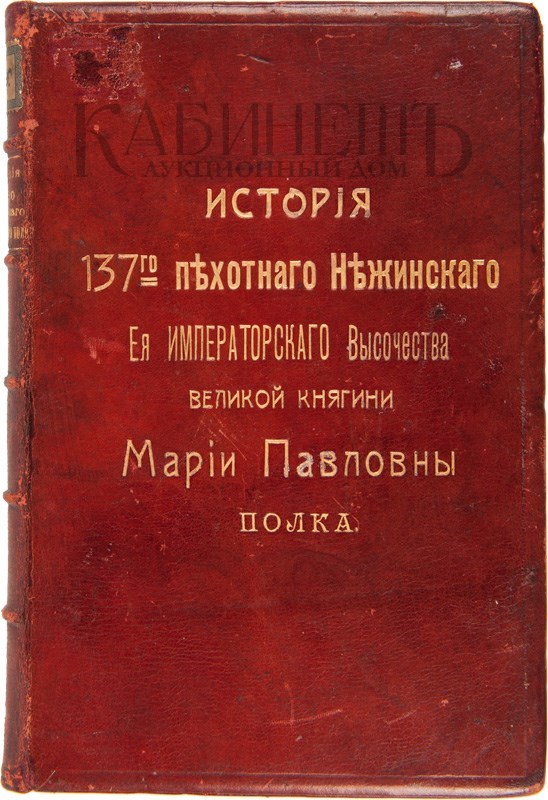 КАБИНЕТЪ
АУКЦИОННЫЙ ДОМ
ИСТОРІЯ
137го пѣхотнаго Нѣжинскаго
Ея ИМПЕРАТОРСКАГО Высочества
ВЕЛИКОЙ КНЯГИНИ
Маріи Павловны
ПОЛКА.